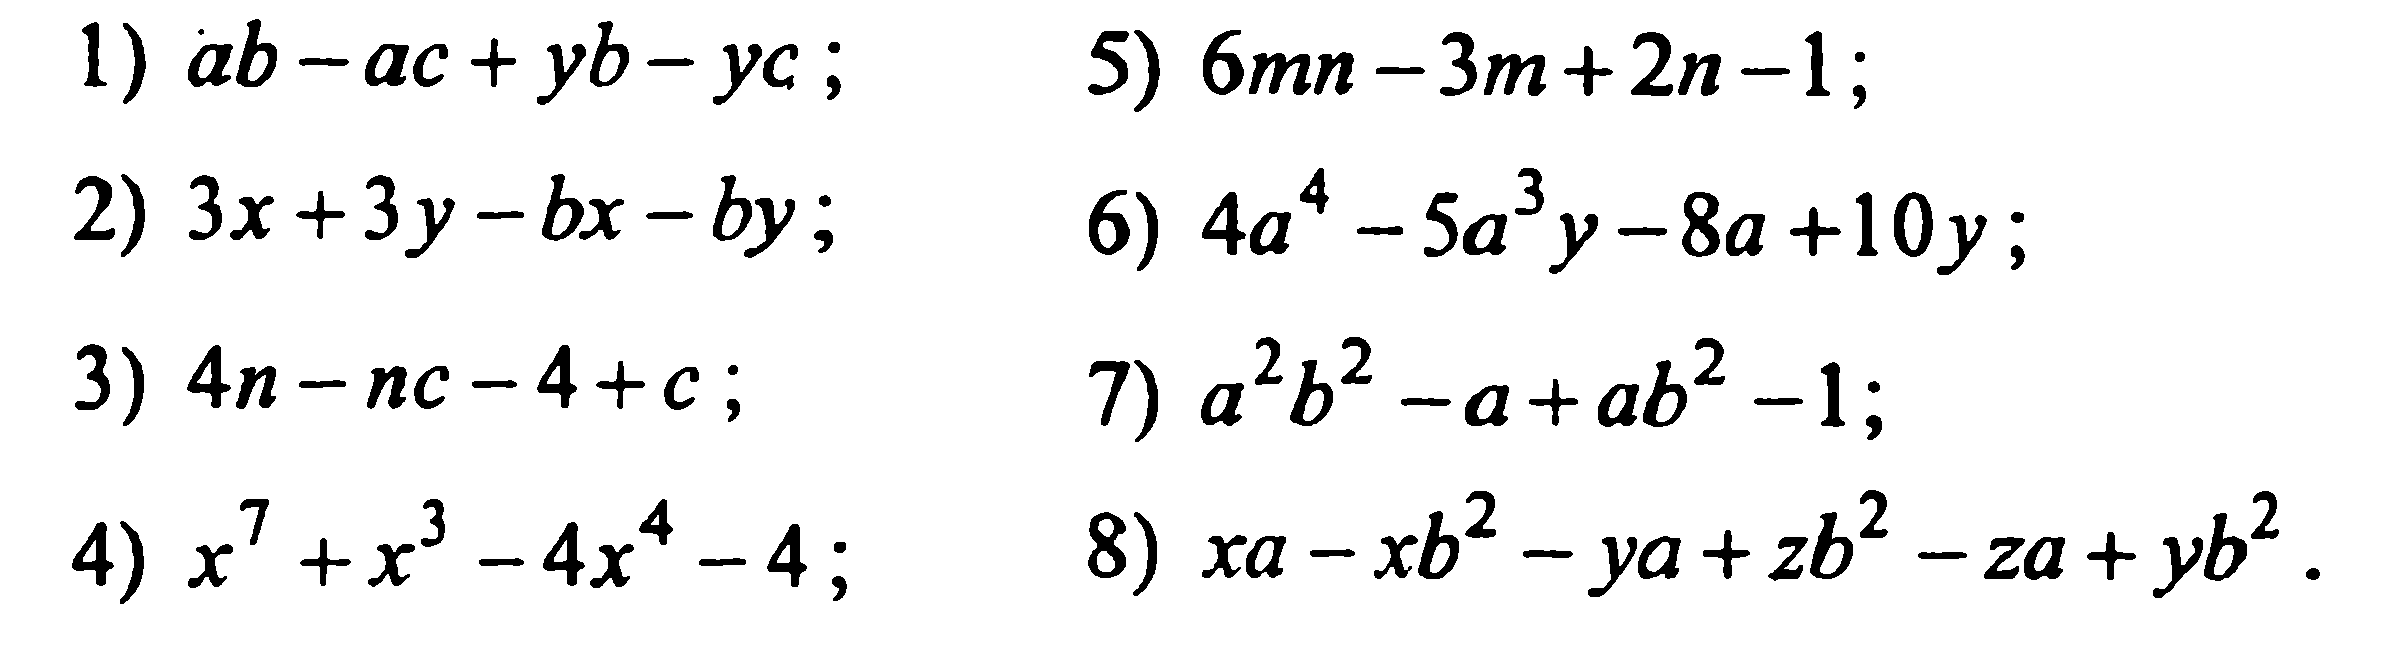 1) ab – ac + yb – yc ;
2) 3x + 3y – bx – by ;
3) 4n – nc – 4 + c ;
4) x⁷ + x³ – 4x⁴ – 4 ;
5) 6mn – 3m + 2n – 1 ;
6) 4a⁴ – 5a³y – 8a + 10y ;
7) a²b² – a + ab² – 1 ;
8) xa – xb² – ya + zb² – za + yb² .